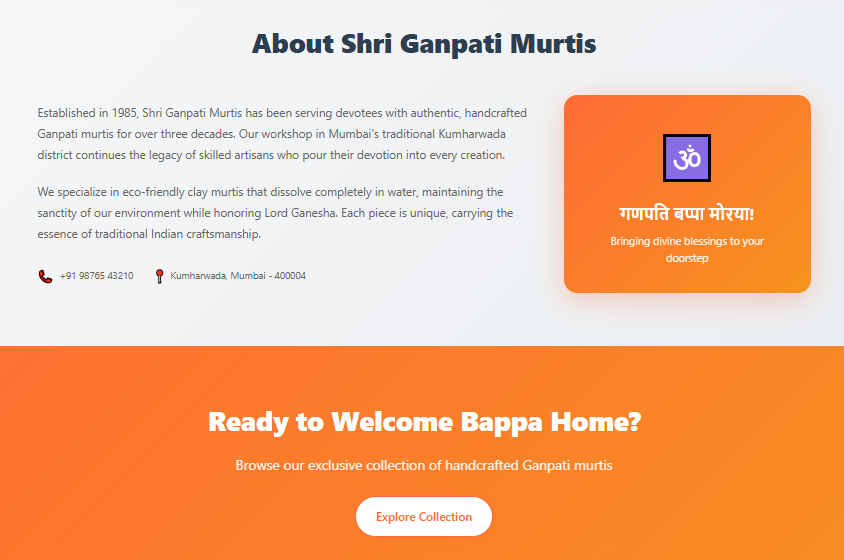 About Shri Ganpati Murtis
Established in 1985, Shri Ganpati Murtis has been serving devotees with authentic, handcrafted
Ganpati murtis for over three decades. Our workshop in Mumbai's traditional Kumharwada
district continues the legacy of skilled artisans who pour their devotion into every creation.
We specialize in eco-friendly clay murtis that dissolve completely in water, maintaining the
sanctity of our environment while honoring Lord Ganesha. Each piece is unique, carrying the
essence of traditional Indian craftsmanship.
+91 98765 43210
Kumharwada, Mumbai - 400004
ॐ
गणपति बप्पा मोरया!
Bringing divine blessings to your
doorstep
Ready to Welcome Bappa Home?
Browse our exclusive collection of handcrafted Ganpati murtis
Explore Collection